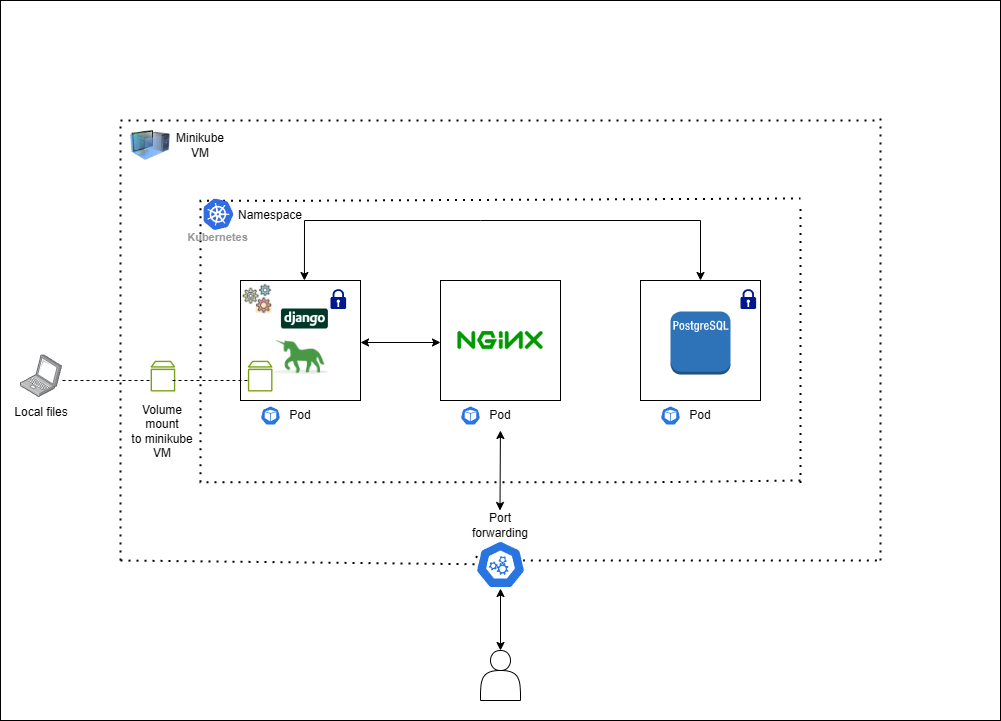 Minikube
VM
Namespace
Kubernetes
django
NGINX
PostgreSQL
Local files
Volume
mount
to minikube
VM
Pod
Pod
Pod
Port
forwarding